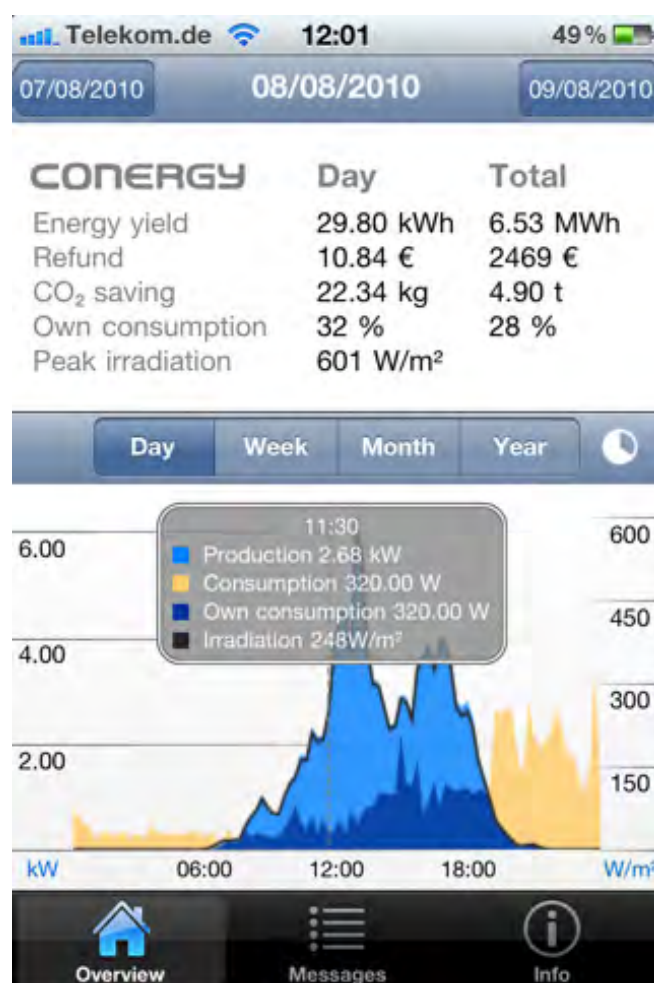 Telekom.de 12:01 49 %
07/08/2010 08/08/2010 09/08/2010
CONERGY Day Total
Energy yield 29.80 kWh 6.53 MWh
Refund 10.84 € 2469 €
CO₂ saving 22.34 kg 4.90 t
Own consumption 32 % 28 %
Peak irradiation 601 W/m²
Day Week Month Year
11:30
6.00 Production 2.68 kW 600
Consumption 320.00 W
Own consumption 320.00 W 450
4.00 Irradiation 248W/m²
300
2.00
150
kW 06:00 12:00 18:00 W/m²
Overview Messages Info